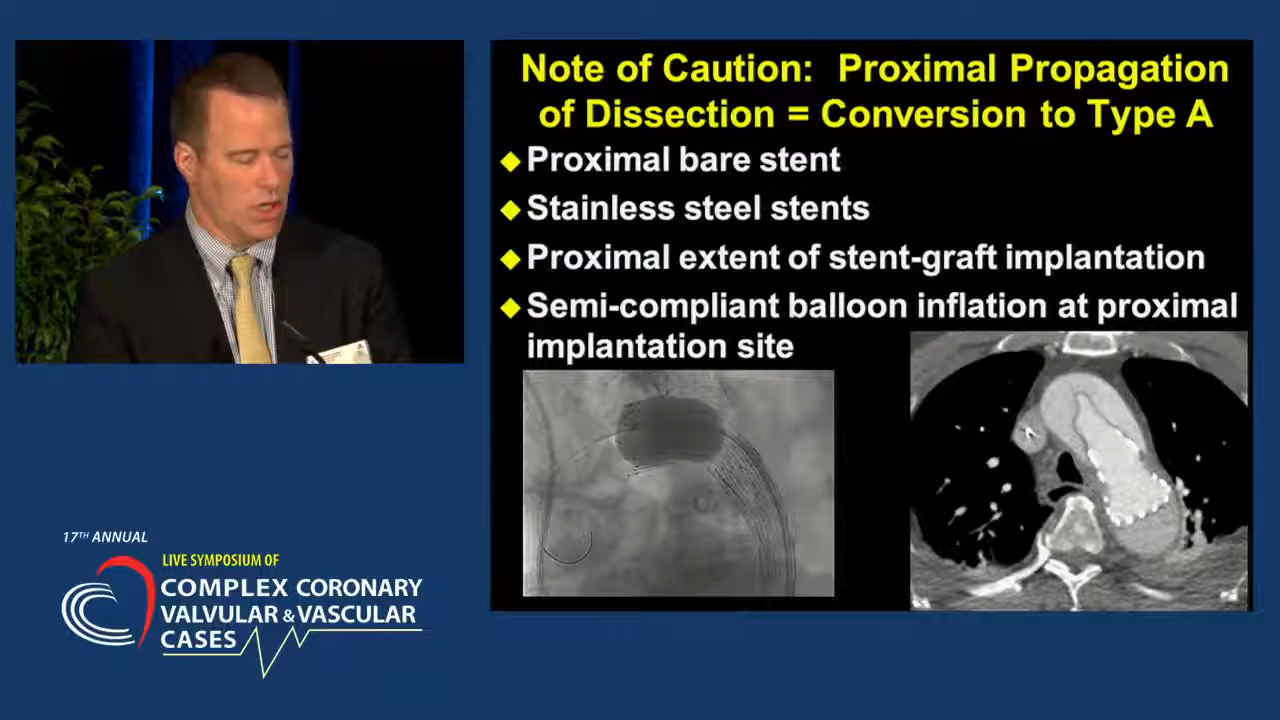 Note of Caution: Proximal Propagation
of Dissection = Conversion to Type A
◆Proximal bare stent
◆Stainless steel stents
◆Proximal extent of stent-graft implantation
◆Semi-compliant balloon inflation at proximal
implantation site
17TH ANNUAL
LIVE SYMPOSIUM OF
COMPLEX CORONARY
VALVULAR & VASCULAR
CASES